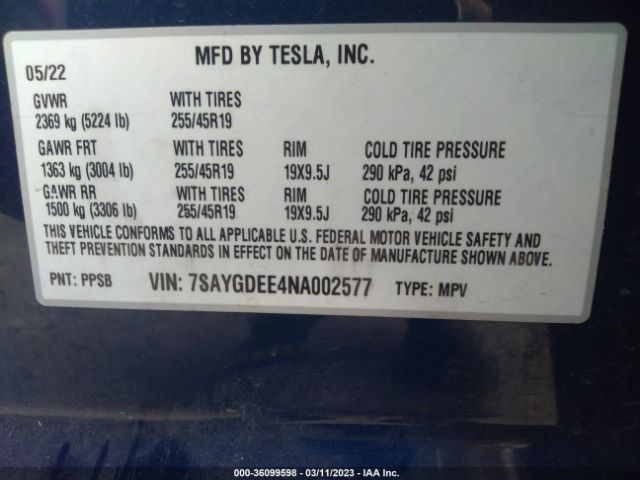 MFD BY TESLA, INC.
05/22
GVWR WITH TIRES
2369 kg (5224 lb) 255/45R19
GAWR FRT WITH TIRES RIM COLD TIRE PRESSURE
1363 kg (3004 lb) 255/45R19 19X9.5J 290 kPa, 42 psi
GAWR RR WITH TIRES RIM COLD TIRE PRESSURE
1500 kg (3306 lb) 255/45R19 19X9.5J 290 kPa, 42 psi
THIS VEHICLE CONFORMS TO ALL APPLICABLE U.S. FEDERAL MOTOR VEHICLE SAFETY AND
THEFT PREVENTION STANDARDS IN EFFECT ON THE DATE OF MANUFACTURE SHOWN ABOVE.
PNT: PPSB VIN: 7SAYGDEE4NA002577 TYPE: MPV
000-36099598 - 03/11/2023 - IAA Inc.